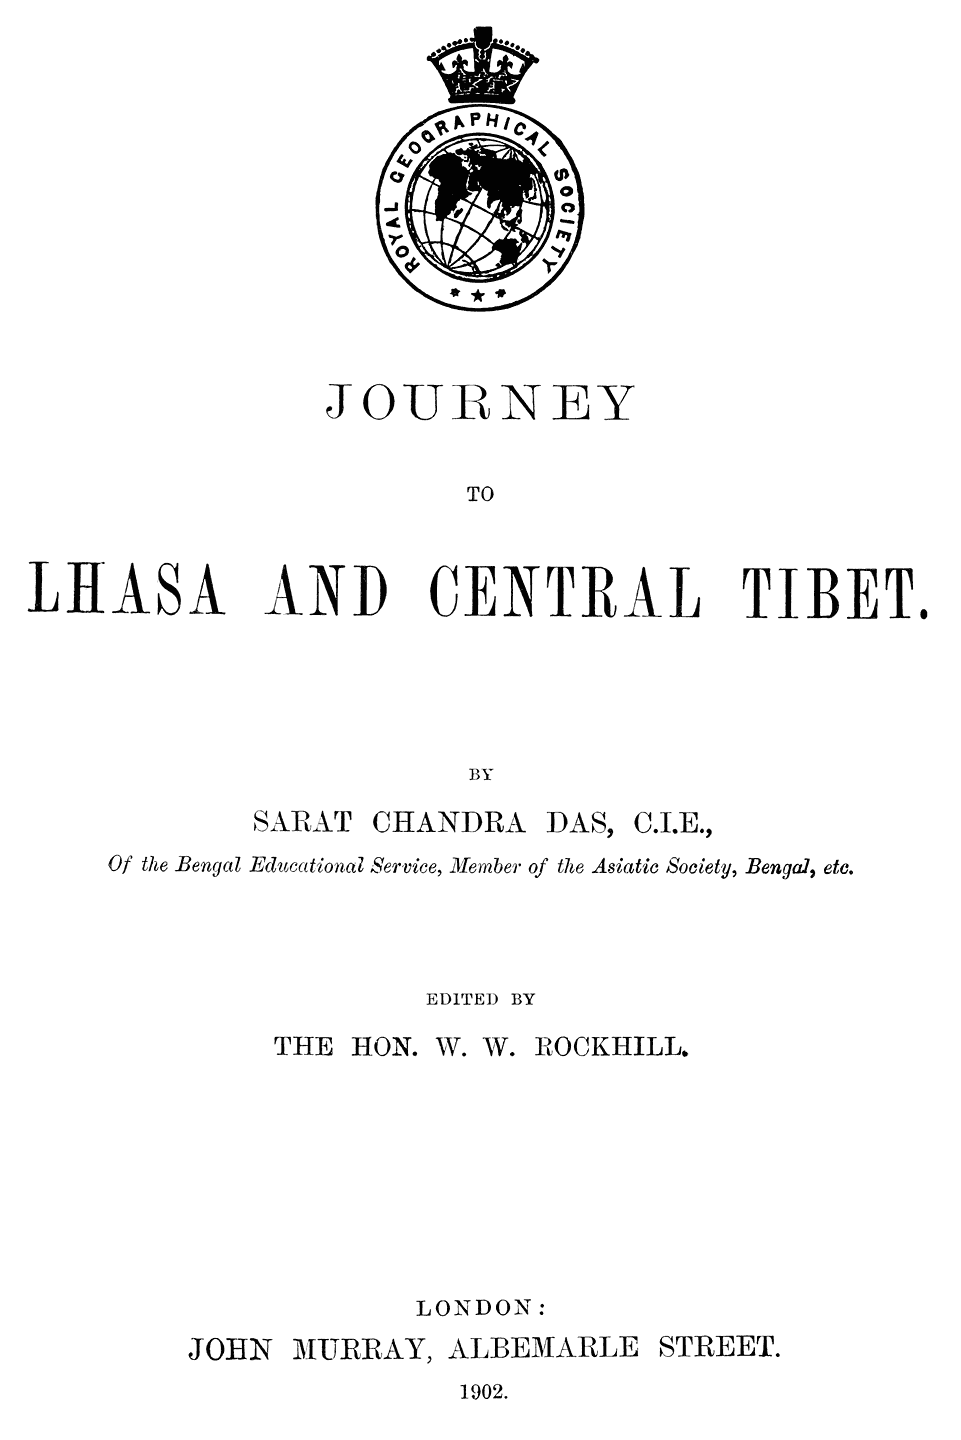 ROYAL GEOGRAPHICAL SOCIETY
JOURNEY
TO
LHASA AND CENTRAL TIBET.
BY
SARAT CHANDRA DAS, C.I.E.,
Of the Bengal Educational Service, Member of the Asiatic Society, Bengal, etc.
EDITED BY
THE HON. W. W. ROCKHILL.
LONDON:
JOHN MURRAY, ALBEMARLE STREET.
1902.